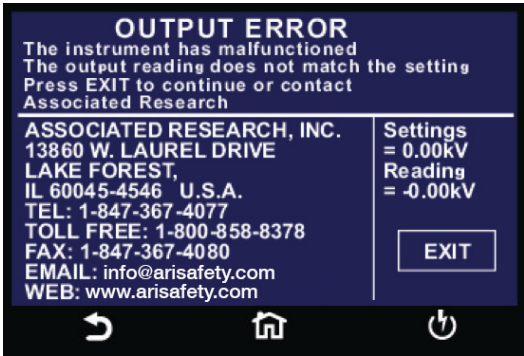 OUTPUT ERROR
The instrument has malfunctioned
The output reading does not match the setting
Press EXIT to continue or contact
Associated Research
ASSOCIATED RESEARCH, INC.
13860 W. LAUREL DRIVE
LAKE FOREST,
IL 60045-4546 U.S.A.
TEL: 1-847-367-4077
TOLL FREE: 1-800-858-8378
FAX: 1-847-367-4080
EMAIL: info@arisafety.com
WEB: www.arisafety.com
Settings
= 0.00kV
Reading
= -0.00kV
EXIT